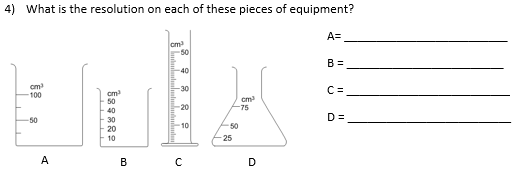 4) What is the resolution on each of these pieces of equipment?
A=
B =
C =
D =
cm³
100
50
A
cm³
50
40
30
20
10
B
cm³
50
40
30
20
10
C
cm³
75
50
25
D